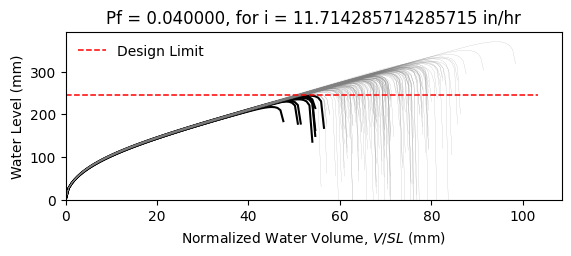 Pf = 0.040000, for i = 11.714285714285715 in/hr
Design Limit
Water Level (mm)
300
200
100
0
0 20 40 60 80 100
Normalized Water Volume, V/SL (mm)